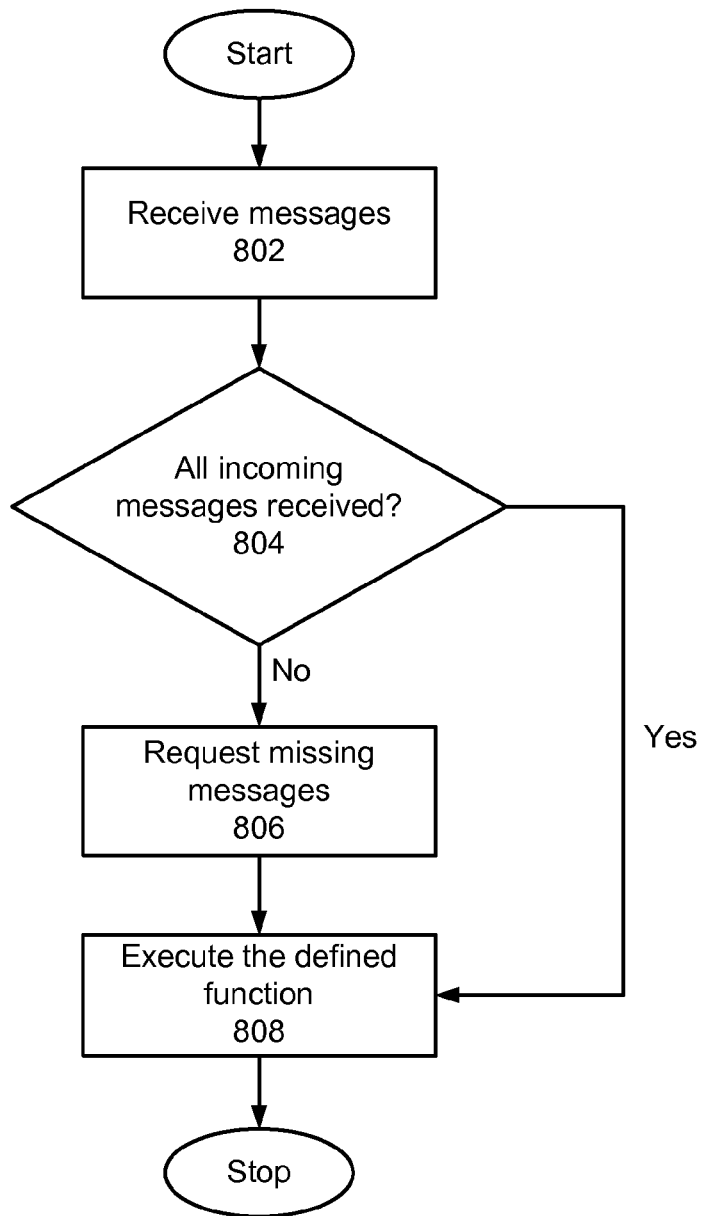 Start
Receive messages
802
All incoming
messages received?
804
No
Yes
Request missing
messages
806
Execute the defined
function
808
Stop